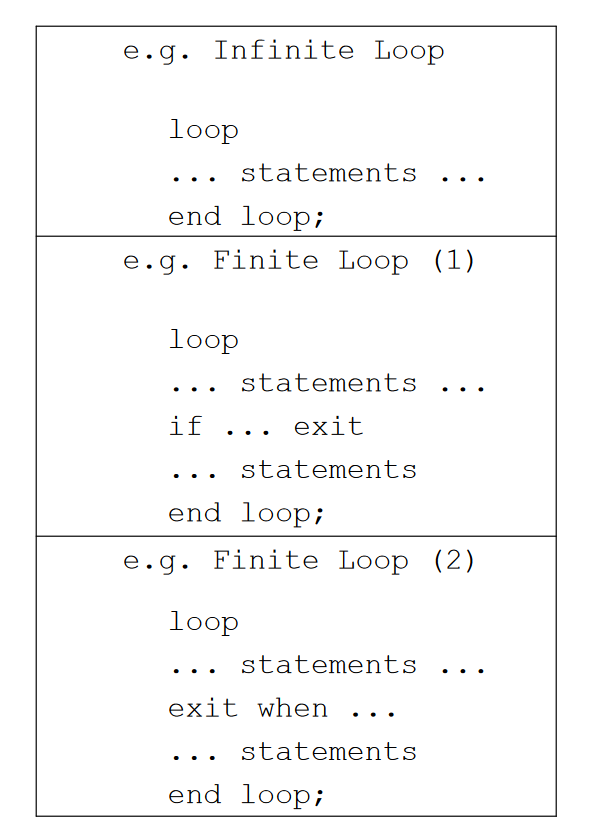 e.g. Infinite Loop
loop
... statements ...
end loop;
e.g. Finite Loop (1)
loop
... statements ...
if ... exit
... statements
end loop;
e.g. Finite Loop (2)
loop
... statements ...
exit when ...
... statements
end loop;